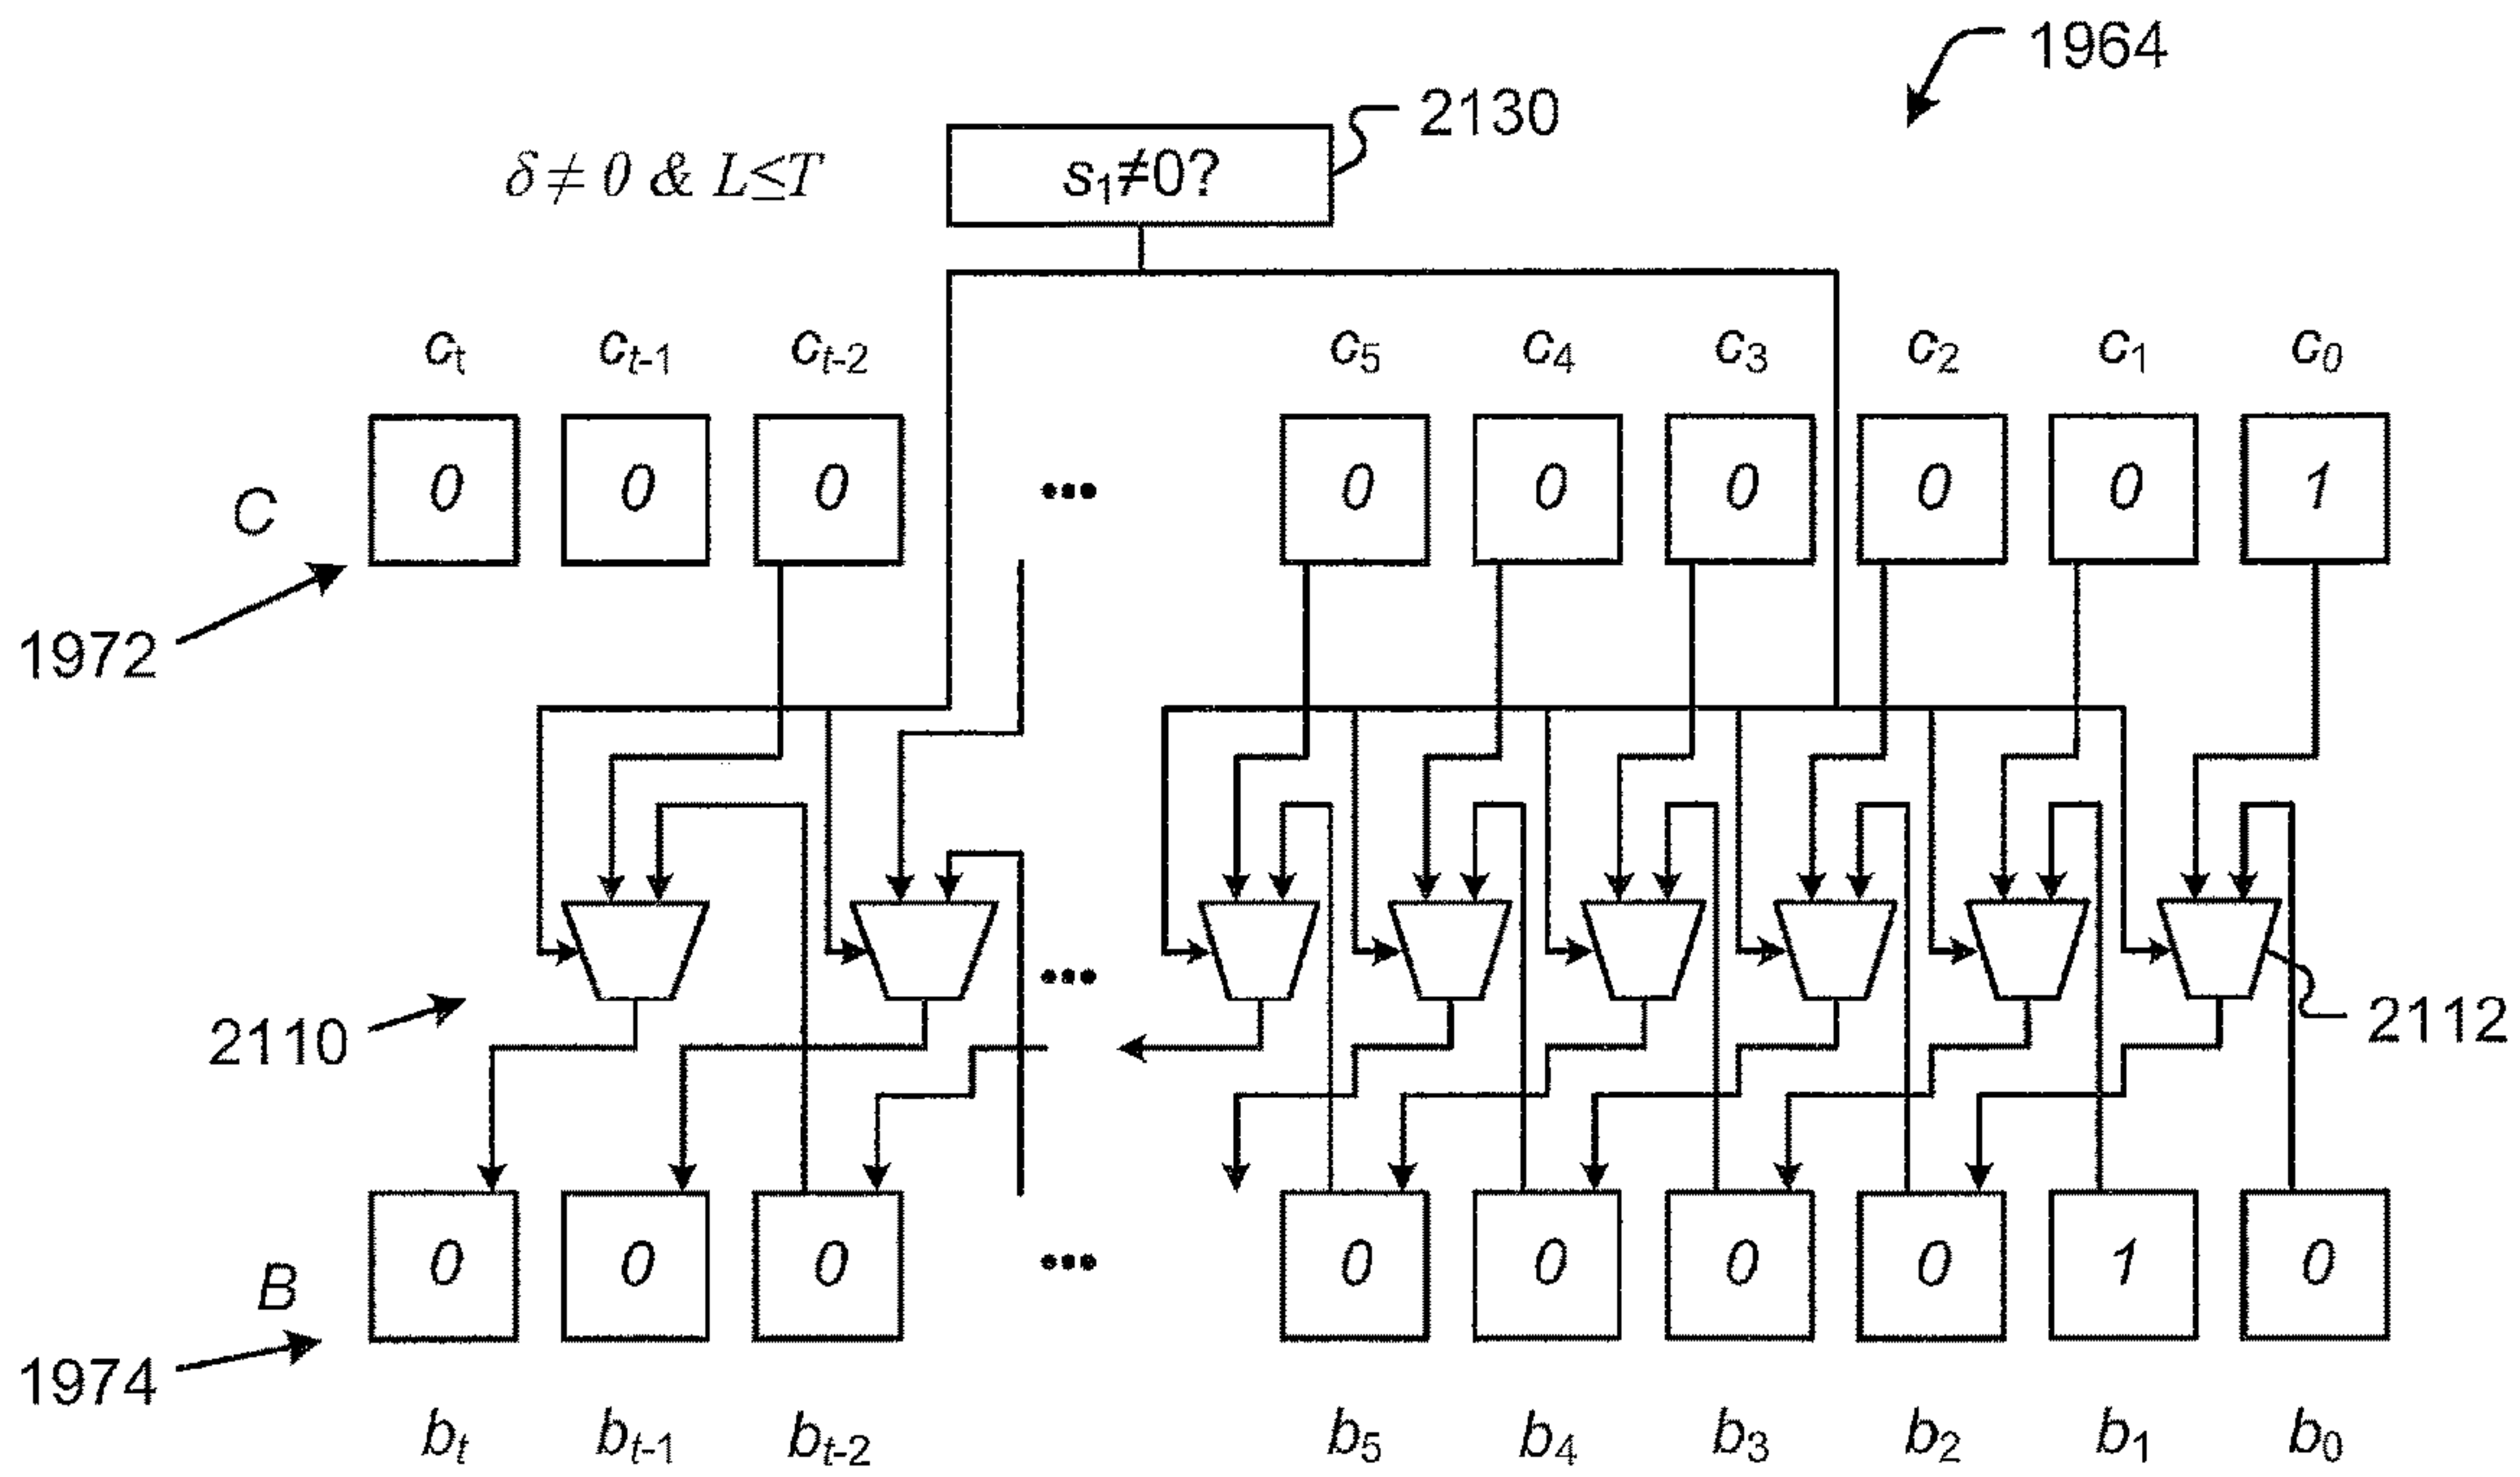 1964
2130
δ ≠ 0 & L≤T s₁≠0?
cₜ cₜ₋₁ cₜ₋₂ c₅ c₄ c₃ c₂ c₁ c₀
C 0 0 0 ••• 0 0 0 0 0 1
1972
•••
2110 2112
B 0 0 0 ••• 0 0 0 0 1 0
1974
bₜ bₜ₋₁ bₜ₋₂ b₅ b₄ b₃ b₂ b₁ b₀